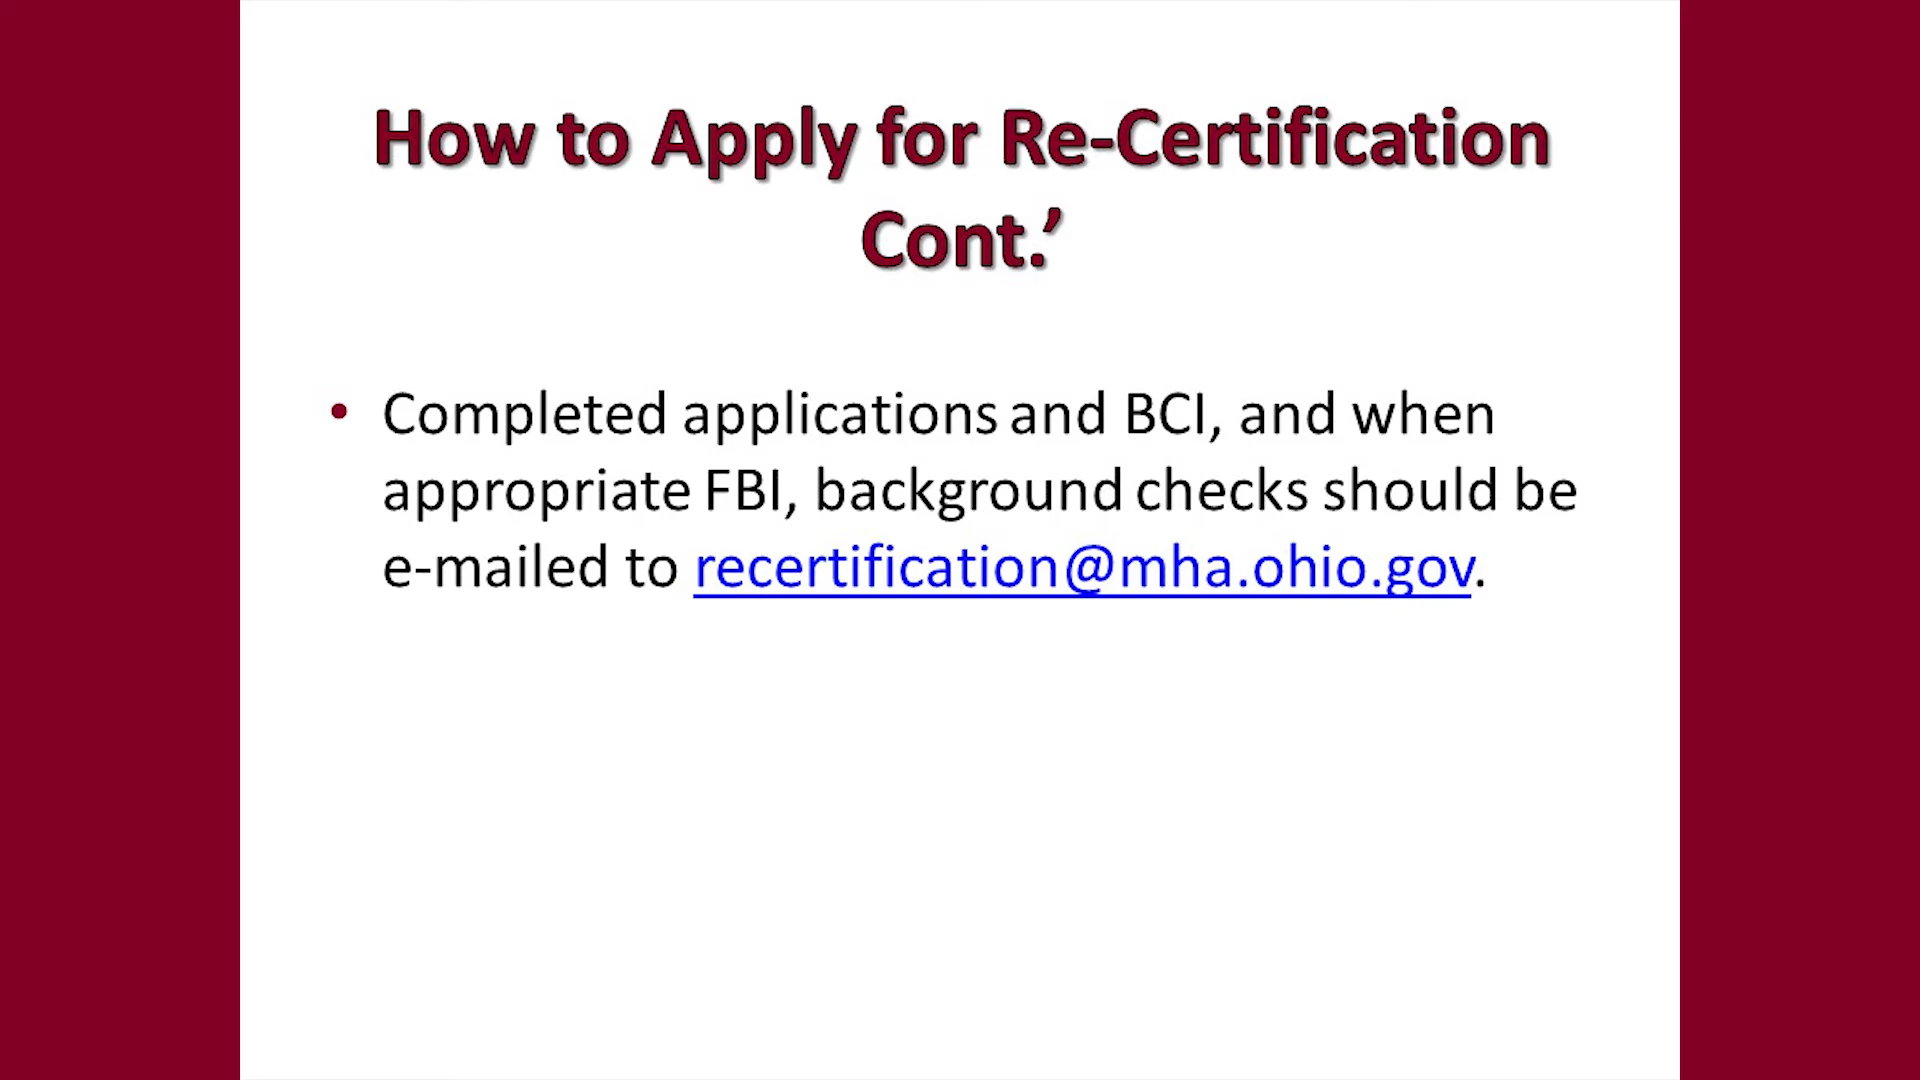 How to Apply for Re-Certification
Cont.’
• Completed applications and BCI, and when
appropriate FBI, background checks should be
e-mailed to recertification@mha.ohio.gov.